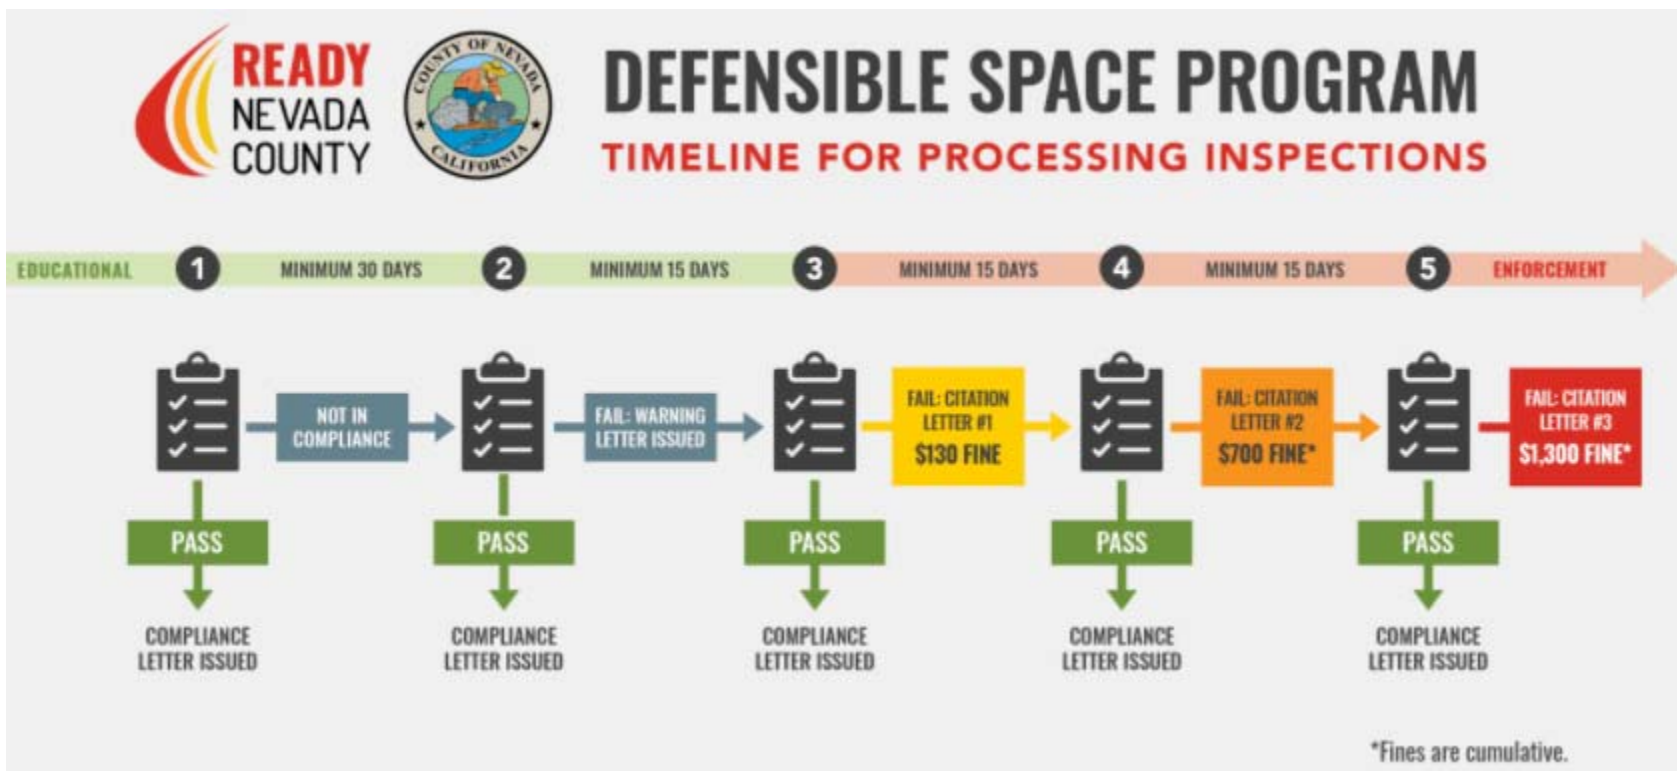 READY
NEVADA
COUNTY
COUNTY OF NEVADA
CALIFORNIA
DEFENSIBLE SPACE PROGRAM
TIMELINE FOR PROCESSING INSPECTIONS
EDUCATIONAL
1
MINIMUM 30 DAYS
2
MINIMUM 15 DAYS
3
MINIMUM 15 DAYS
4
MINIMUM 15 DAYS
5
ENFORCEMENT
NOT IN
COMPLIANCE
FAIL: WARNING
LETTER ISSUED
FAIL: CITATION
LETTER #1
$130 FINE
FAIL: CITATION
LETTER #2
$700 FINE*
FAIL: CITATION
LETTER #3
$1,300 FINE*
PASS
PASS
PASS
PASS
PASS
COMPLIANCE
LETTER ISSUED
COMPLIANCE
LETTER ISSUED
COMPLIANCE
LETTER ISSUED
COMPLIANCE
LETTER ISSUED
COMPLIANCE
LETTER ISSUED
*Fines are cumulative.